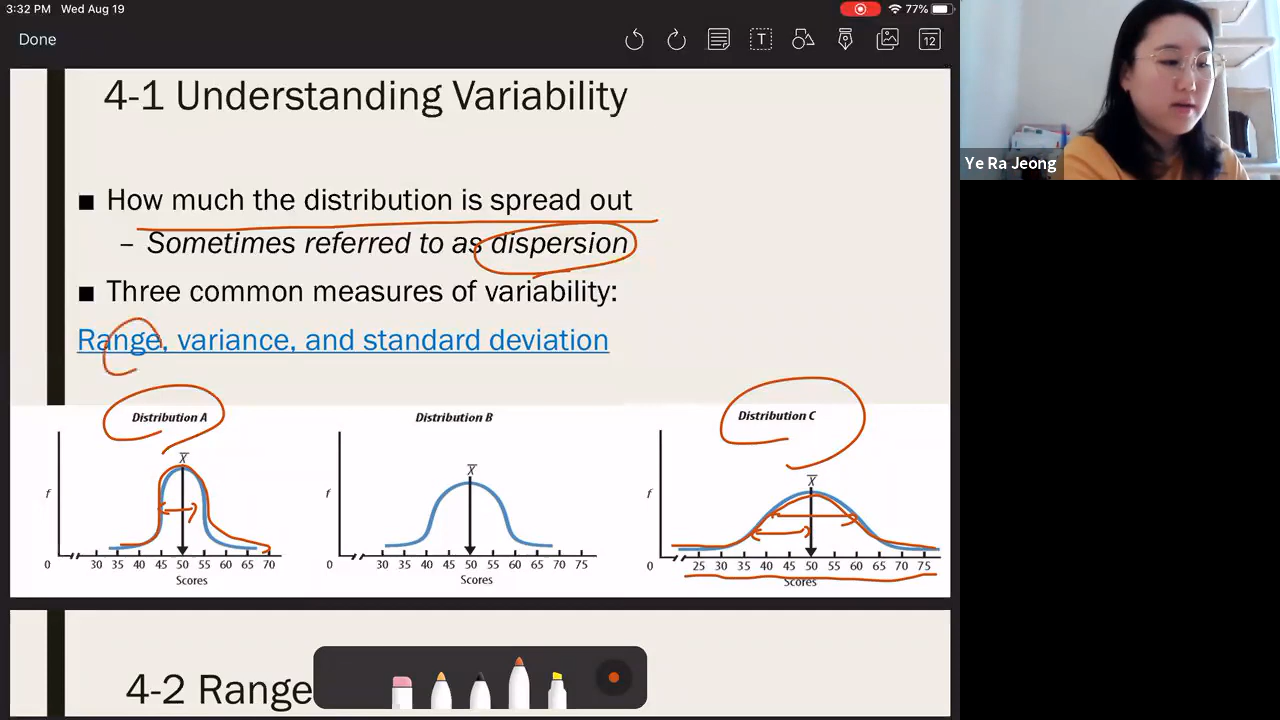 3:32 PM Wed Aug 19
77%
Done
T
12
4-1 Understanding Variability
■ How much the distribution is spread out
– Sometimes referred to as dispersion
■ Three common measures of variability:
Range, variance, and standard deviation
Distribution A
X̅
f
0
30 35 40 45 50 55 60 65 70
Scores
Distribution B
X̅
f
0
30 35 40 45 50 55 60 65 70 75
Scores
Distribution C
X̅
f
0
25 30 35 40 45 50 55 60 65 70 75
Scores
4-2 Range
Ye Ra Jeong